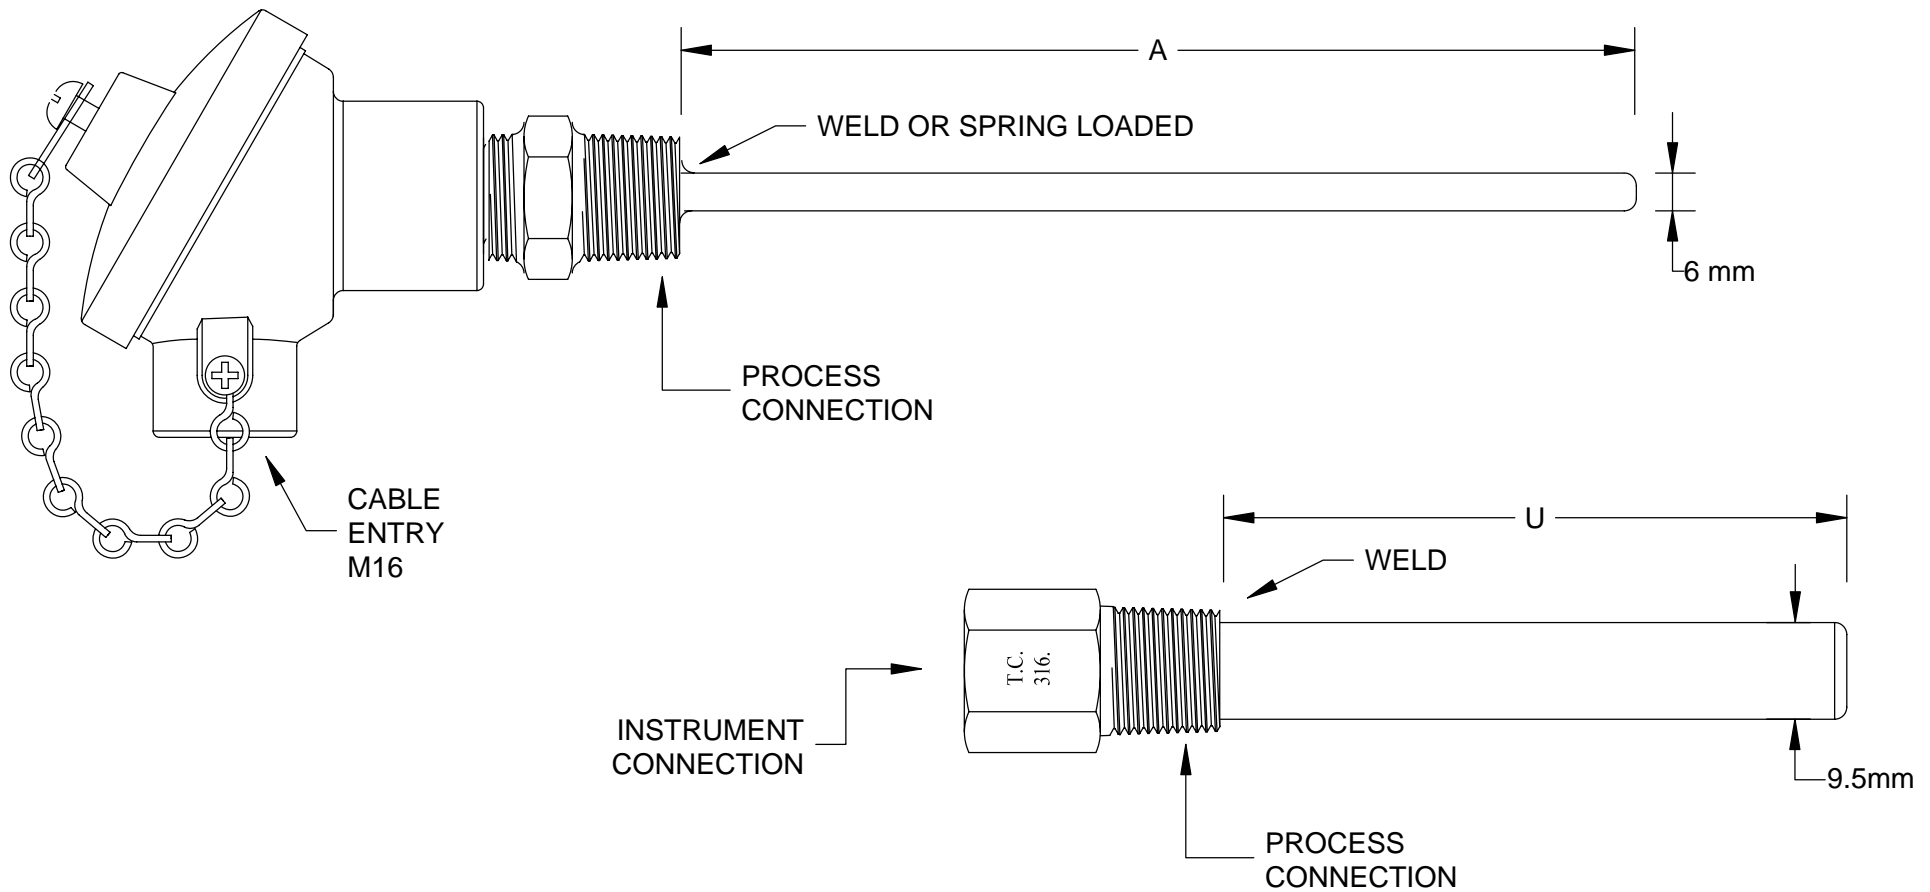 A
WELD OR SPRING LOADED
6 mm
PROCESS
CONNECTION
CABLE
ENTRY
M16
U
WELD
T.C.
316.
INSTRUMENT
CONNECTION
9.5mm
PROCESS
CONNECTION